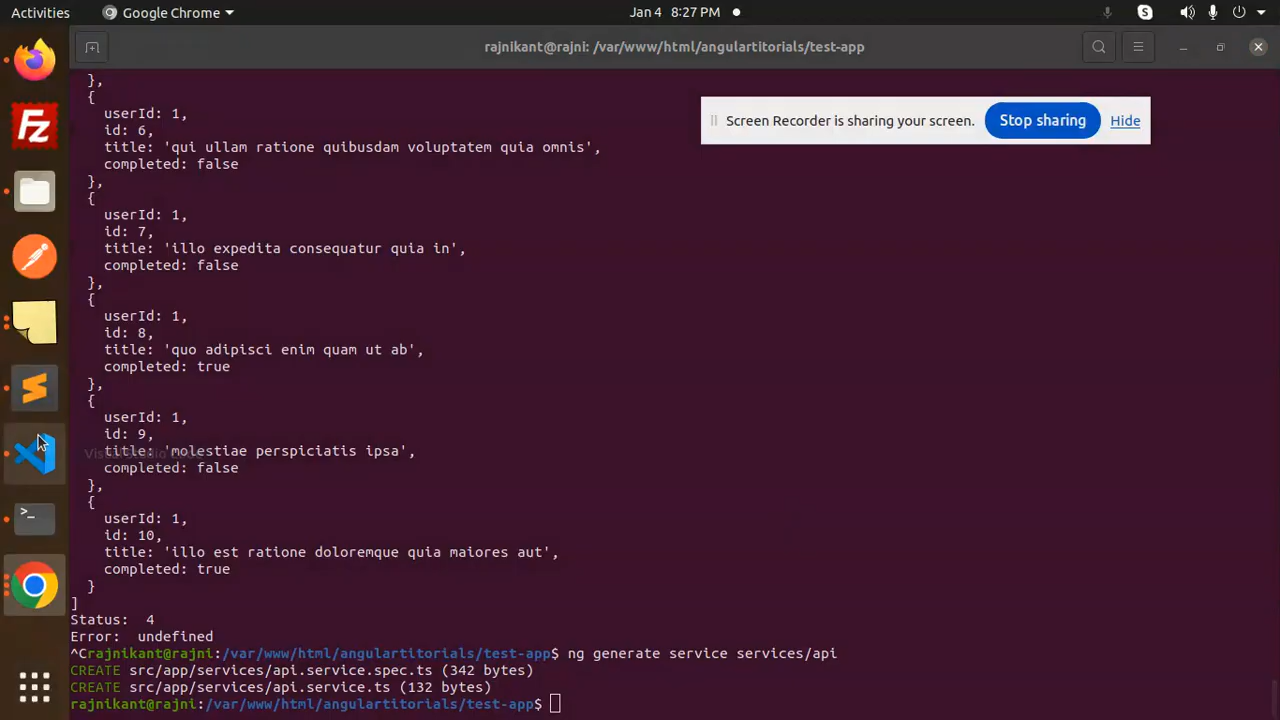 Activities
Google Chrome
Jan 4 8:27 PM
S
rajnikant@rajni: /var/www/html/angulartitorials/test-app
Screen Recorder is sharing your screen.
Stop sharing
Hide
Fz
},
{
userId: 1,
id: 6,
title: 'qui ullam ratione quibusdam voluptatem quia omnis',
completed: false
},
{
userId: 1,
id: 7,
title: 'illo expedita consequatur quia in',
completed: false
},
{
userId: 1,
id: 8,
title: 'quo adipisci enim quam ut ab',
completed: true
},
{
userId: 1,
id: 9,
title: 'molestiae perspiciatis ipsa',
Visual Studio Code
completed: false
},
{
userId: 1,
id: 10,
title: 'illo est ratione doloremque quia maiores aut',
completed: true
}
]
Status: 4
Error: undefined
^Crajnikant@rajni:/var/www/html/angulartitorials/test-app$ ng generate service services/api
CREATE src/app/services/api.service.spec.ts (342 bytes)
CREATE src/app/services/api.service.ts (132 bytes)
rajnikant@rajni:/var/www/html/angulartitorials/test-app$